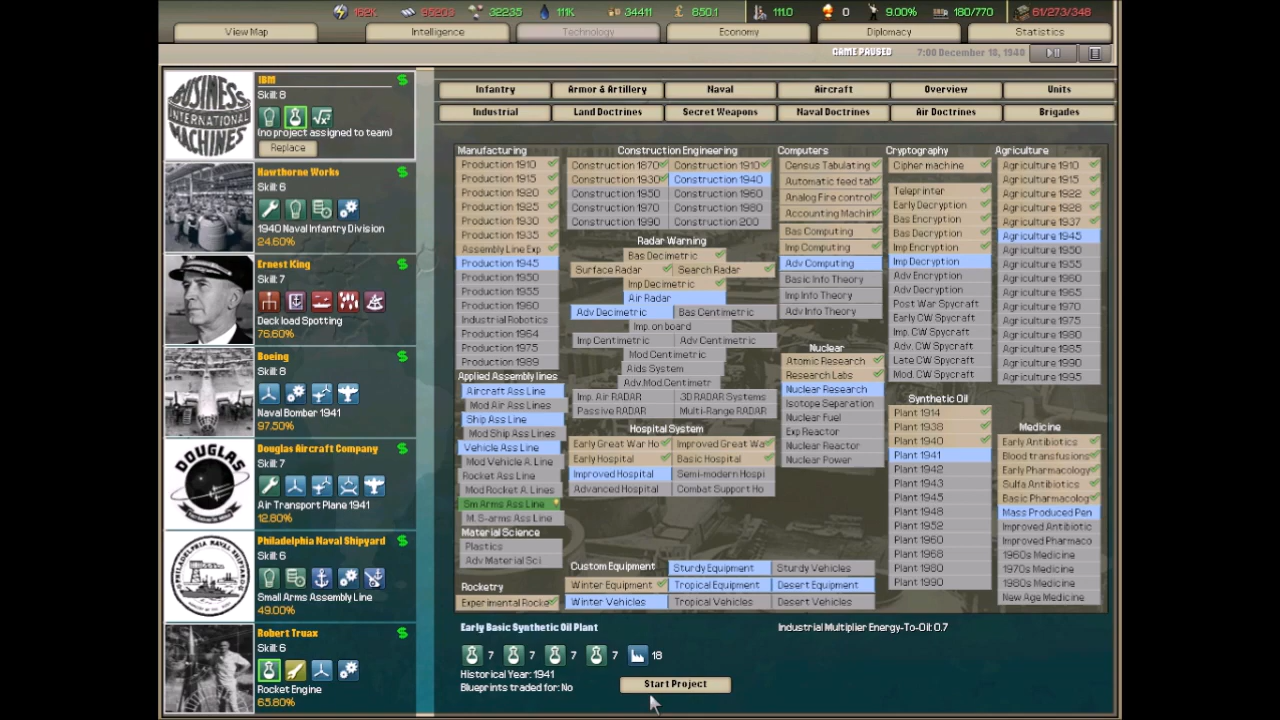 182K 96203 32235 111K 34411 850.1 111.0 0 9.00% 180/770 61/273/348
View Map Intelligence Technology Economy Diplomacy Statistics
GAME PAUSED 7:00 December 18, 1940
BUSINESS INTERNATIONAL MACHINES
IBM
Skill: 8
(no project assigned to team)
Replace
Hawthorne Works
Skill: 6
1940 Naval Infantry Division
24.60%
Ernest King
Skill: 7
Deck load Spotting
76.60%
Boeing
Skill: 8
Naval Bomber 1941
97.50%
DOUGLAS
Douglas Aircraft Company
Skill: 7
Air Transport Plane 1941
12.80%
PHILADELPHIA NAVAL SHIPYARD
Philadelphia Naval Shipyard
Skill: 6
Small Arms Assembly Line
49.00%
Robert Truax
Skill: 6
Rocket Engine
65.80%
Infantry Armor & Artillery Naval Aircraft Overview Units
Industrial Land Doctrines Secret Weapons Naval Doctrines Air Doctrines Brigades
Manufacturing
Production 1910
Production 1915
Production 1920
Production 1925
Production 1930
Production 1935
Assembly Line Exp
Production 1945
Production 1950
Production 1955
Production 1960
Industrial Robotics
Production 1964
Production 1975
Production 1989
Applied Assembly lines
Aircraft Ass Line
Mod Air Ass Lines
Ship Ass Line
Mod Ship Ass Lines
Vehicle Ass Line
Mod Vehicle A. Line
Rocket Ass Line
Mod Rocket A. Lines
Sm Arms Ass Line
M. S-arms Ass Line
Material Science
Plastics
Adv Material Sci
Rocketry
Experimental Rocke
Construction Engineering
Construction 1870 Construction 1910
Construction 1930 Construction 1940
Construction 1950 Construction 1960
Construction 1970 Construction 1980
Construction 1990 Construction 200
Radar Warning
Bas Decimetric
Surface Radar Search Radar
Imp Decimetric
Air Radar
Adv Decimetric Bas Centimetric
Imp. on board
Imp Centimetric Adv Centimetric
Mod Centimetric
Aids System
Adv.Mod Centimetr
Imp. Air RADAR 3D RADAR Systems
Passive RADAR Multi-Range RADAR
Hospital System
Early Great War Ho Improved Great Wa
Early Hospital Basic Hospital
Improved Hospital Semi-modern Hospi
Advanced Hospital Combat Support Ho
Custom Equipment Sturdy Equipment Sturdy Vehicles
Winter Equipment Tropical Equipment Desert Equipment
Winter Vehicles Tropical Vehicles Desert Vehicles
Computers
Census Tabulating
Automatic feed tab
Analog Fire control
Accounting Machin
Bas Computing
Imp Computing
Adv Computing
Basic Info Theory
Imp Info Theory
Adv Info Theory
Nuclear
Atomic Research
Research Labs
Nuclear Research
Isotope Separation
Nuclear Fuel
Exp Reactor
Nuclear Reactor
Nuclear Power
Cryptography
Cipher machine
Teleprinter
Early Decryption
Bas Encryption
Bas Decryption
Imp Encryption
Imp Decryption
Adv Encryption
Adv Decryption
Post War Spycraft
Early CW Spycraft
Imp. CW Spycraft
Adv. CW Spycraft
Late CW Spycraft
Mod. CW Spycraft
Synthetic Oil
Plant 1914
Plant 1938
Plant 1940
Plant 1941
Plant 1942
Plant 1943
Plant 1945
Plant 1948
Plant 1952
Plant 1960
Plant 1968
Plant 1980
Plant 1990
Agriculture
Agriculture 1910
Agriculture 1915
Agriculture 1922
Agriculture 1928
Agriculture 1937
Agriculture 1945
Agriculture 1950
Agriculture 1955
Agriculture 1960
Agriculture 1965
Agriculture 1970
Agriculture 1975
Agriculture 1980
Agriculture 1985
Agriculture 1990
Agriculture 1995
Medicine
Early Antibiotics
Blood transfusions
Early Pharmacology
Sulfa Antibiotics
Basic Pharmacolog
Mass Produced Pen
Improved Antibiotic
Improved Pharmaco
1960s Medicine
1970s Medicine
1980s Medicine
New Age Medicine
Early Basic Synthetic Oil Plant Industrial Multiplier Energy-To-Oil: 0.7
7 7 7 7 18
Historical Year: 1941
Blueprints traded for: No
Start Project